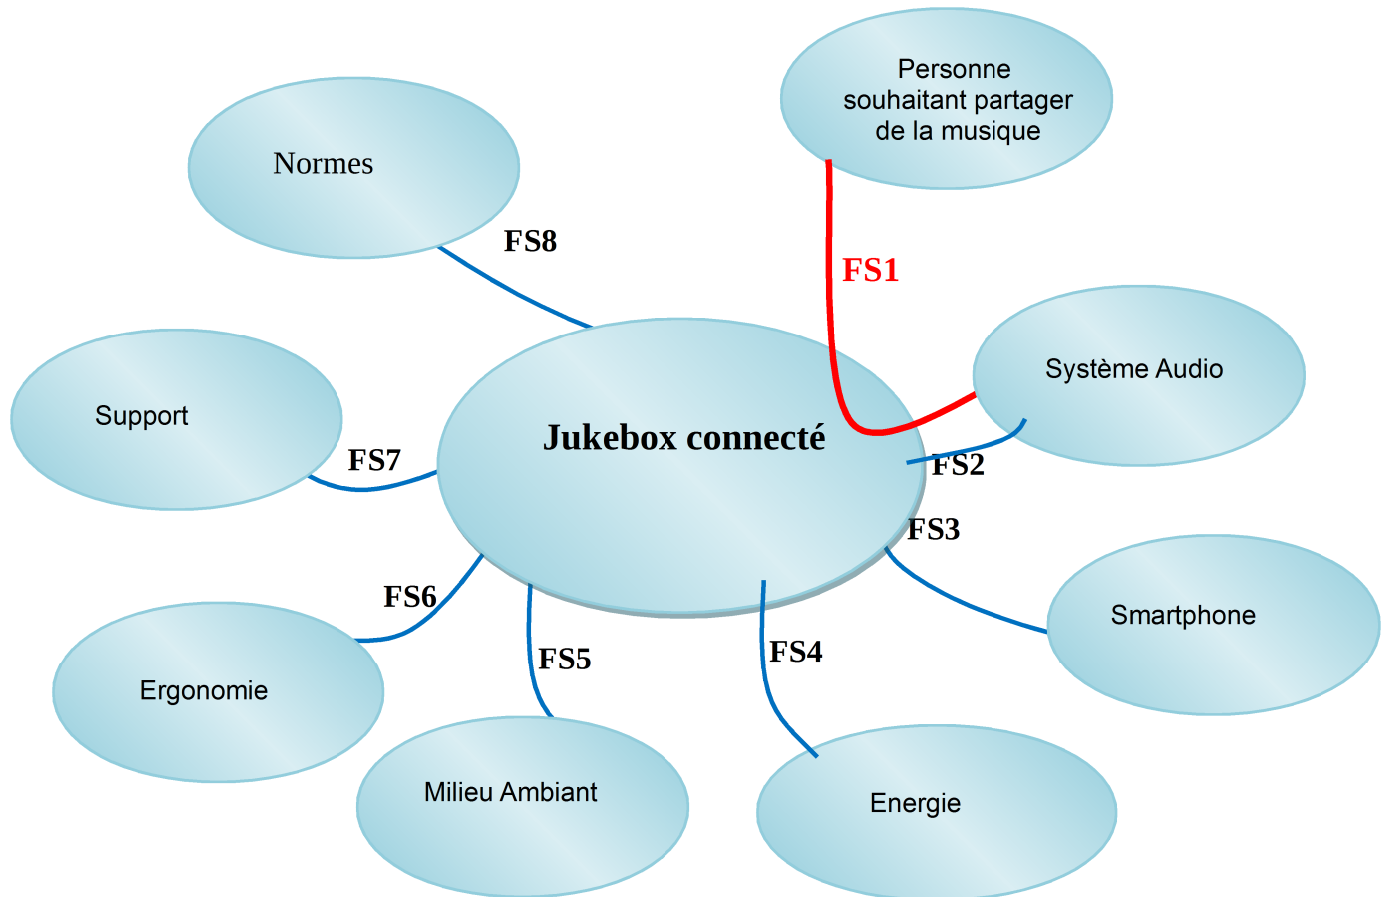 Personne
souhaitant partager
de la musique
Normes
FS8
FS1
Système Audio
Support
Jukebox connecté
FS7
FS2
FS3
FS6
Smartphone
FS5
FS4
Ergonomie
Milieu Ambiant
Energie